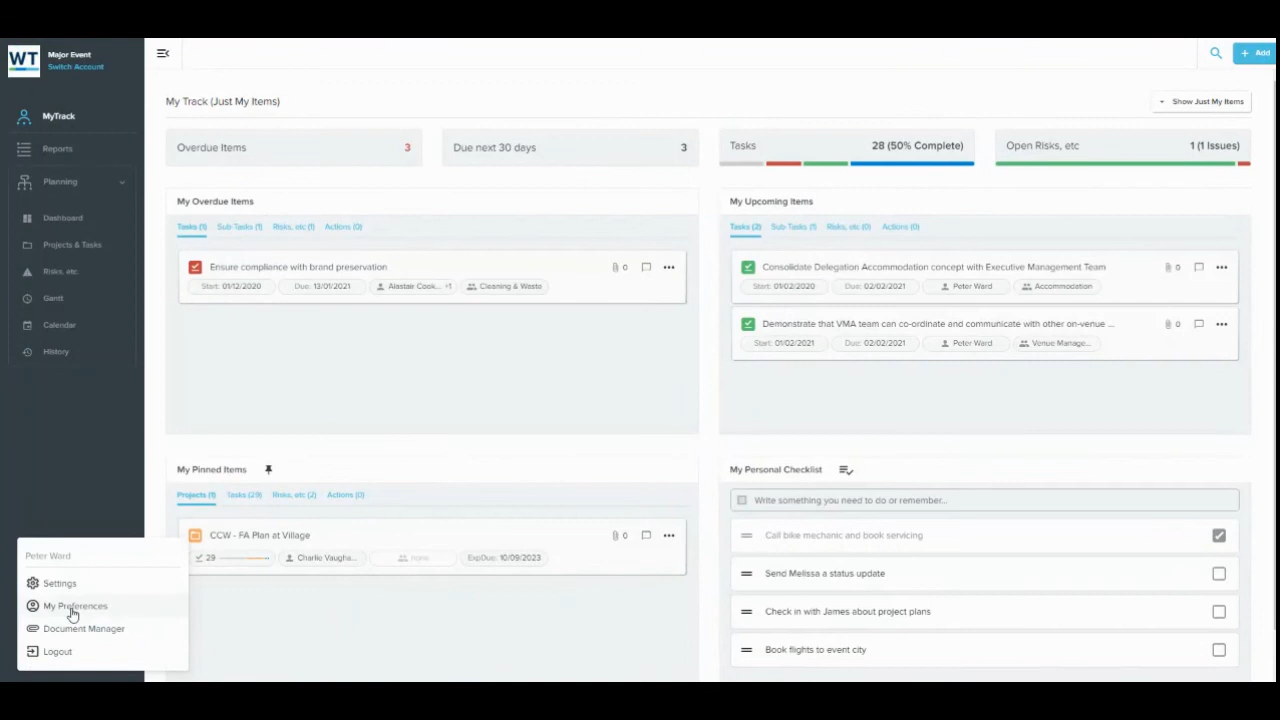 WT
Major Event
Switch Account
Add
MyTrack
Reports
Planning
Dashboard
Projects & Tasks
Risks, etc.
Gantt
Calendar
History
My Track (Just My Items)
Show Just My Items
Overdue Items 3
Due next 30 days 3
Tasks 28 (50% Complete)
Open Risks, etc 1 (1 Issues)
My Overdue Items
Tasks (1) Sub-Tasks (1) Risks, etc (1) Actions (0)
Ensure compliance with brand preservation 0
Start: 01/12/2020 Due: 13/01/2021 Alastair Cook... +1 Cleaning & Waste
My Upcoming Items
Tasks (2) Sub-Tasks (1) Risks, etc (0) Actions (0)
Consolidate Delegation Accommodation concept with Executive Management Team 0
Start: 01/02/2020 Due: 02/02/2021 Peter Ward Accommodation
Demonstrate that VMA team can co-ordinate and communicate with other on-venue ... 0
Start: 01/02/2021 Due: 02/02/2021 Peter Ward Venue Manage...
My Pinned Items
Projects (1) Tasks (29) Risks, etc (2) Actions (0)
CCW - FA Plan at Village 0
29 Charlie Vaugha... none ExpDue: 10/09/2023
My Personal Checklist
Write something you need to do or remember...
Call bike mechanic and book servicing
Send Melissa a status update
Check in with James about project plans
Book flights to event city
Peter Ward
Settings
My Preferences
Document Manager
Logout